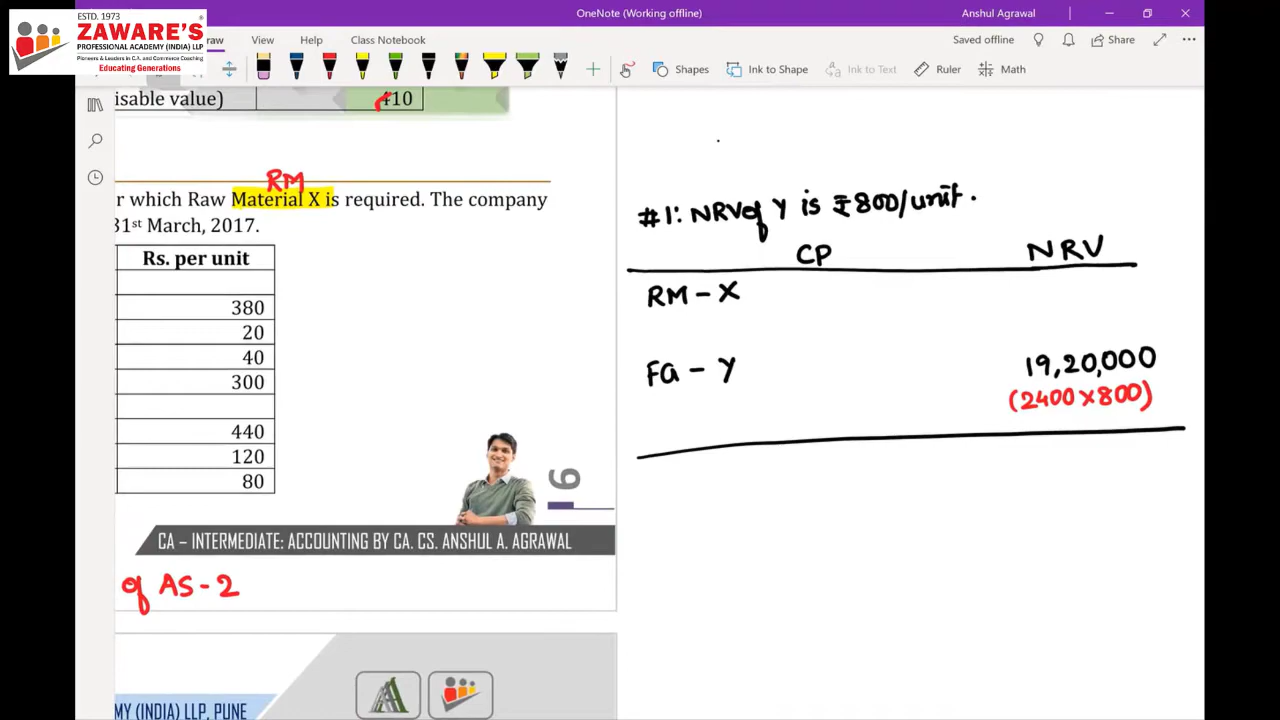 ESTD. 1973
ZAWARE'S
PROFESSIONAL ACADEMY (INDIA) LLP
Pioneers & Leaders in C.A. and Commerce Coaching
Educating Generations
OneNote (Working offline)
Anshul Agrawal
raw
View
Help
Class Notebook
Saved offline
Share
Shapes
Ink to Shape
Ink to Text
Ruler
Math
isable value)
410
RM
r which Raw Material X is required. The company
31st March, 2017.
Rs. per unit
380
20
40
300
440
120
80
6
CA – INTERMEDIATE: ACCOUNTING BY CA. CS. ANSHUL A. AGRAWAL
of AS-2
MY (INDIA) LLP, PUNE
#1: NRV of Y is ₹800/unit.
CP NRV
RM - X
FG - Y 19,20,000
(2400 × 800)